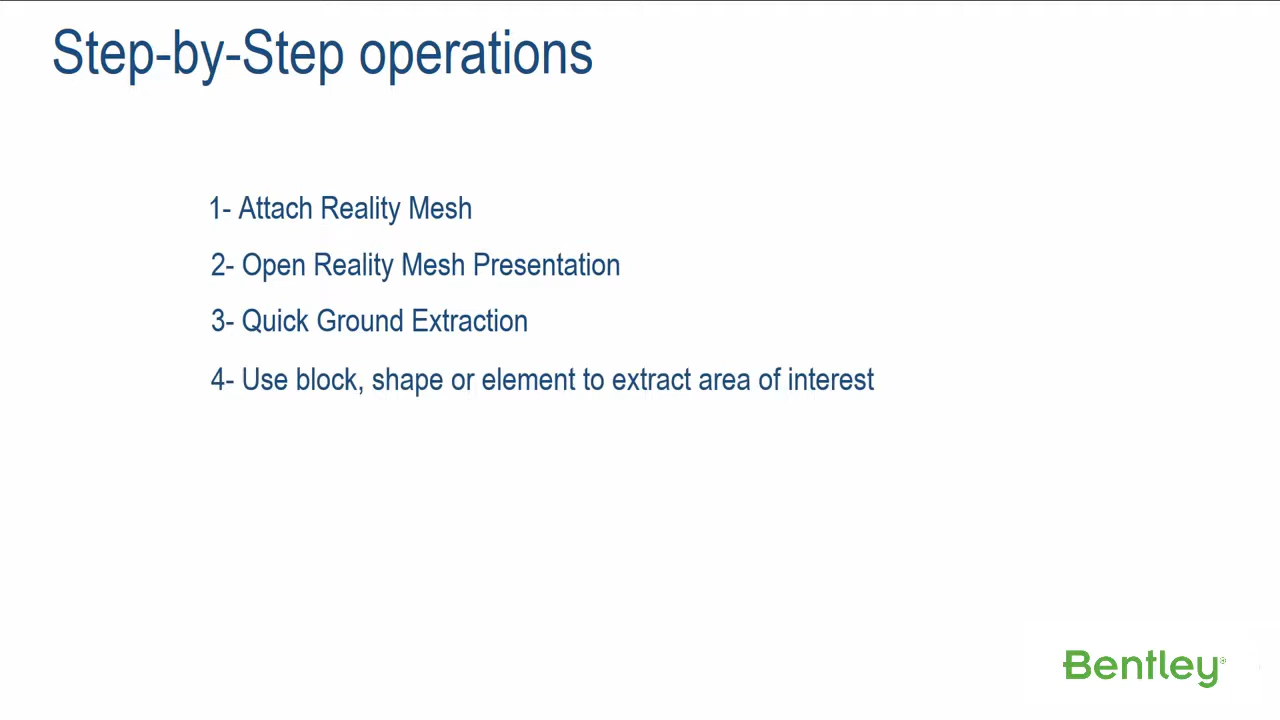 Step-by-Step operations
1- Attach Reality Mesh
2- Open Reality Mesh Presentation
3- Quick Ground Extraction
4- Use block, shape or element to extract area of interest
Bentley®